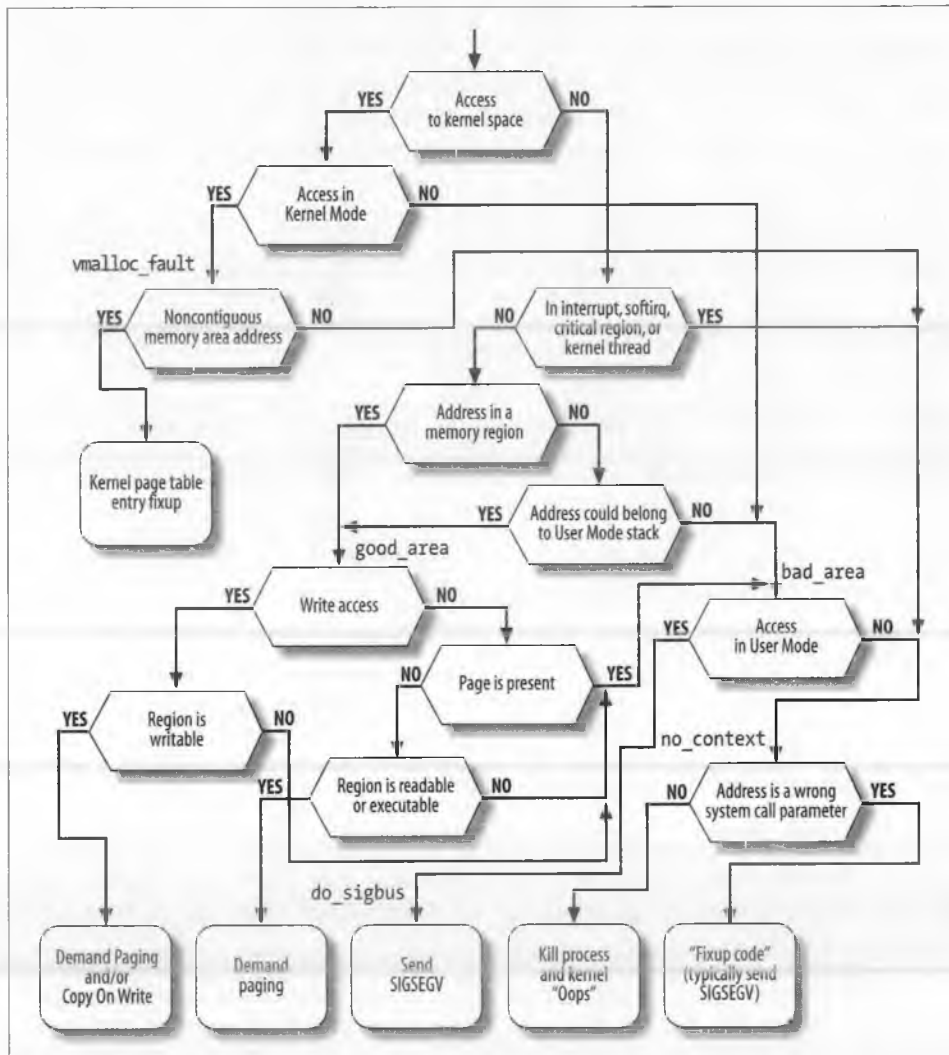 YES
Access
to kernel space
NO
YES
Access in
Kernel Mode
NO
vmalloc_fault
YES
Noncontiguous
memory area address
NO
NO
In interrupt, softirq,
critical region, or
kernel thread
YES
YES
Address in a
memory region
NO
Kernel page table
entry fixup
YES
Address could belong
to User Mode stack
NO
good_area
bad_area
YES
Write access
NO
YES
Access
in User Mode
NO
NO
Page is present
YES
YES
Region is
writable
NO
no_context
YES
Region is readable
or executable
NO
NO
Address is a wrong
system call parameter
YES
do_sigbus
Demand Paging
and/or
Copy On Write
Demand
paging
Send
SIGSEGV
Kill process
and kernel
"Oops"
"Fixup code"
(typically send
SIGSEGV)